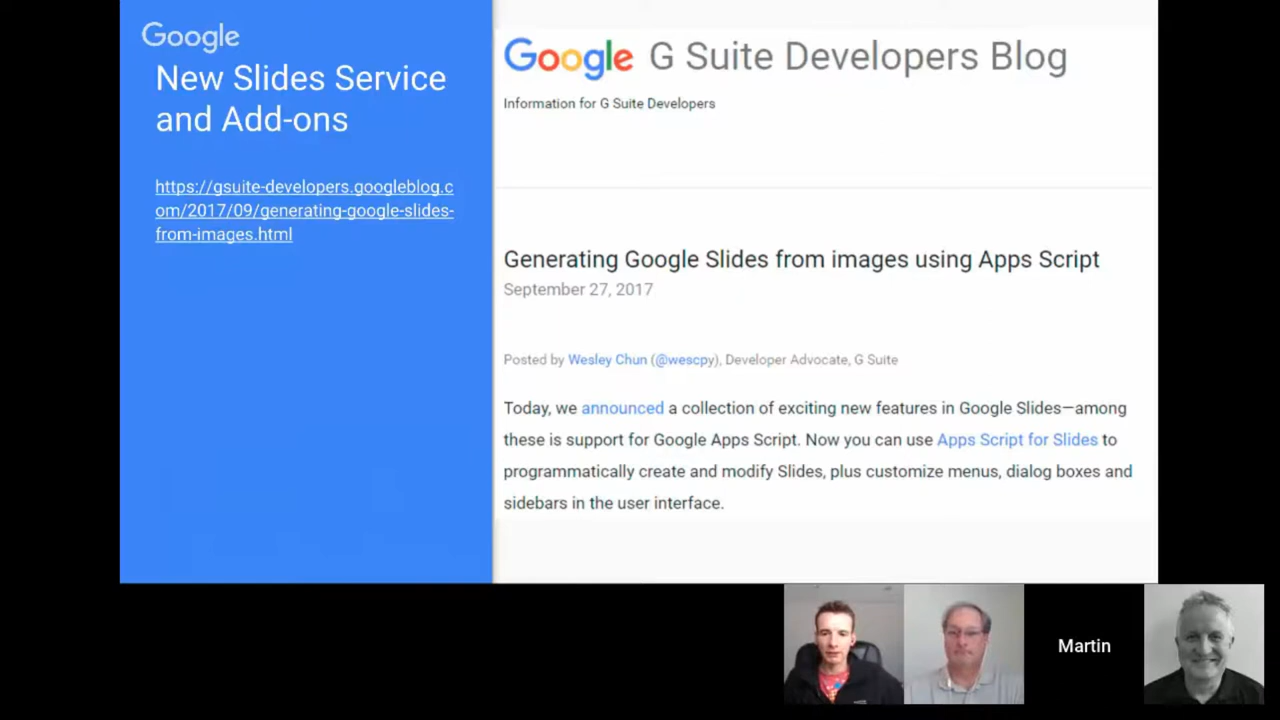 Google
New Slides Service
and Add-ons
https://gsuite-developers.googleblog.c
om/2017/09/generating-google-slides-
from-images.html
Google G Suite Developers Blog
Information for G Suite Developers
Generating Google Slides from images using Apps Script
September 27, 2017
Posted by Wesley Chun (@wescpy), Developer Advocate, G Suite
Today, we announced a collection of exciting new features in Google Slides—among
these is support for Google Apps Script. Now you can use Apps Script for Slides to
programmatically create and modify Slides, plus customize menus, dialog boxes and
sidebars in the user interface.
Martin